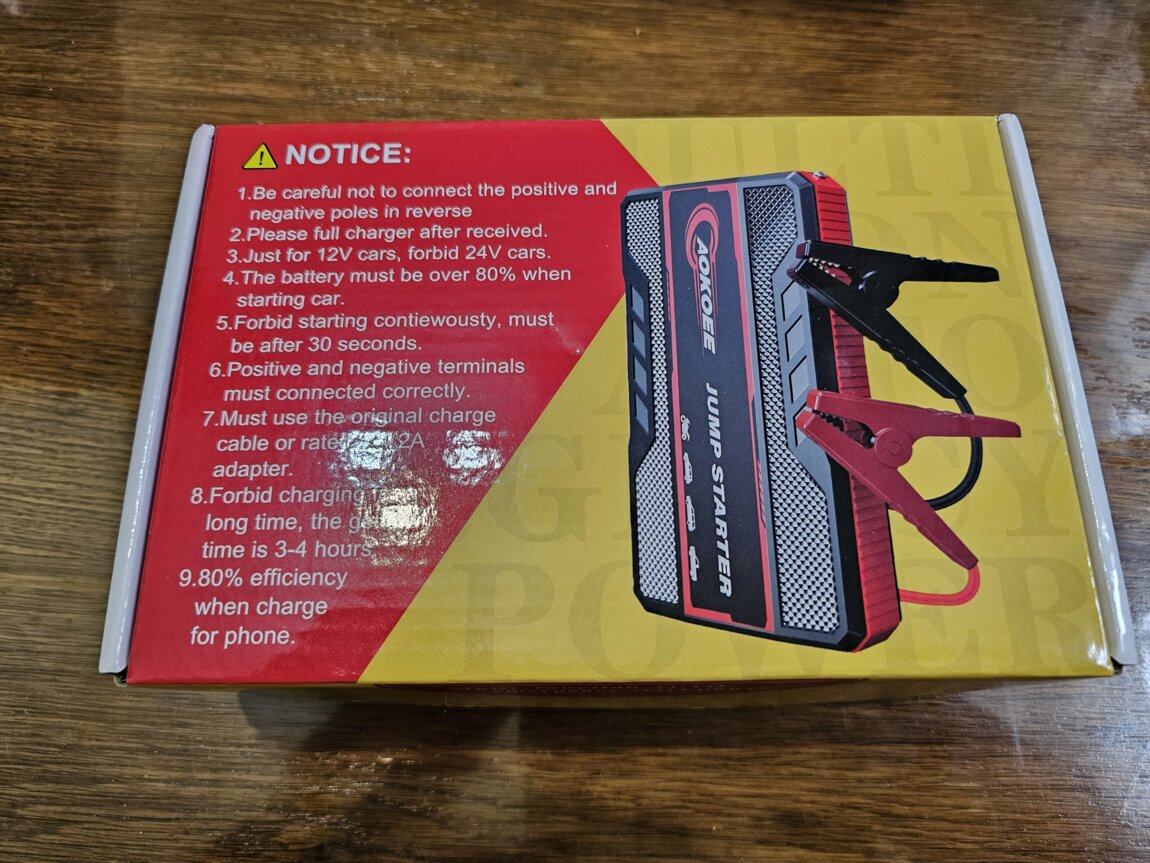 NOTICE:
1.Be careful not to connect the positive and
negative poles in reverse
2.Please full charger after received.
3.Just for 12V cars, forbid 24V cars.
4.The battery must be over 80% when
starting car.
5.Forbid starting contiewousty, must
be after 30 seconds.
6.Positive and negative terminals
must connected correctly.
7.Must use the original charge
cable or 2A
adapter.
8.Forbid charging
long time, the
time is 3-4 hours
9.80% efficiency
when charge
for phone.
AOKOEE
JUMP STARTER
POWER